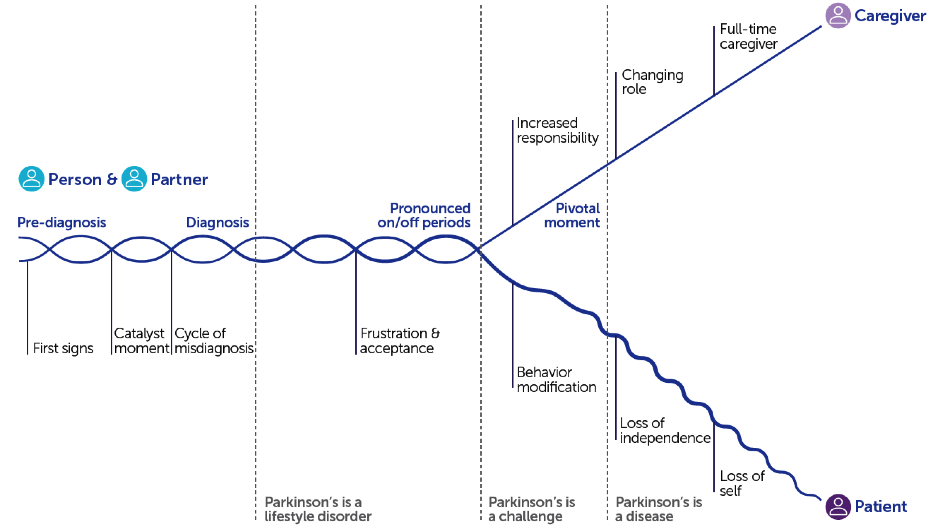 Caregiver
Full-time
caregiver
Changing
role
Increased
responsibility
Person & Partner
Pre-diagnosis
Diagnosis
Pronounced
on/off periods
Pivotal
moment
First signs
Catalyst
moment
Cycle of
misdiagnosis
Frustration &
acceptance
Behavior
modification
Loss of
independence
Loss of
self
Parkinson's is a
lifestyle disorder
Parkinson's is
a challenge
Parkinson's is
a disease
Patient